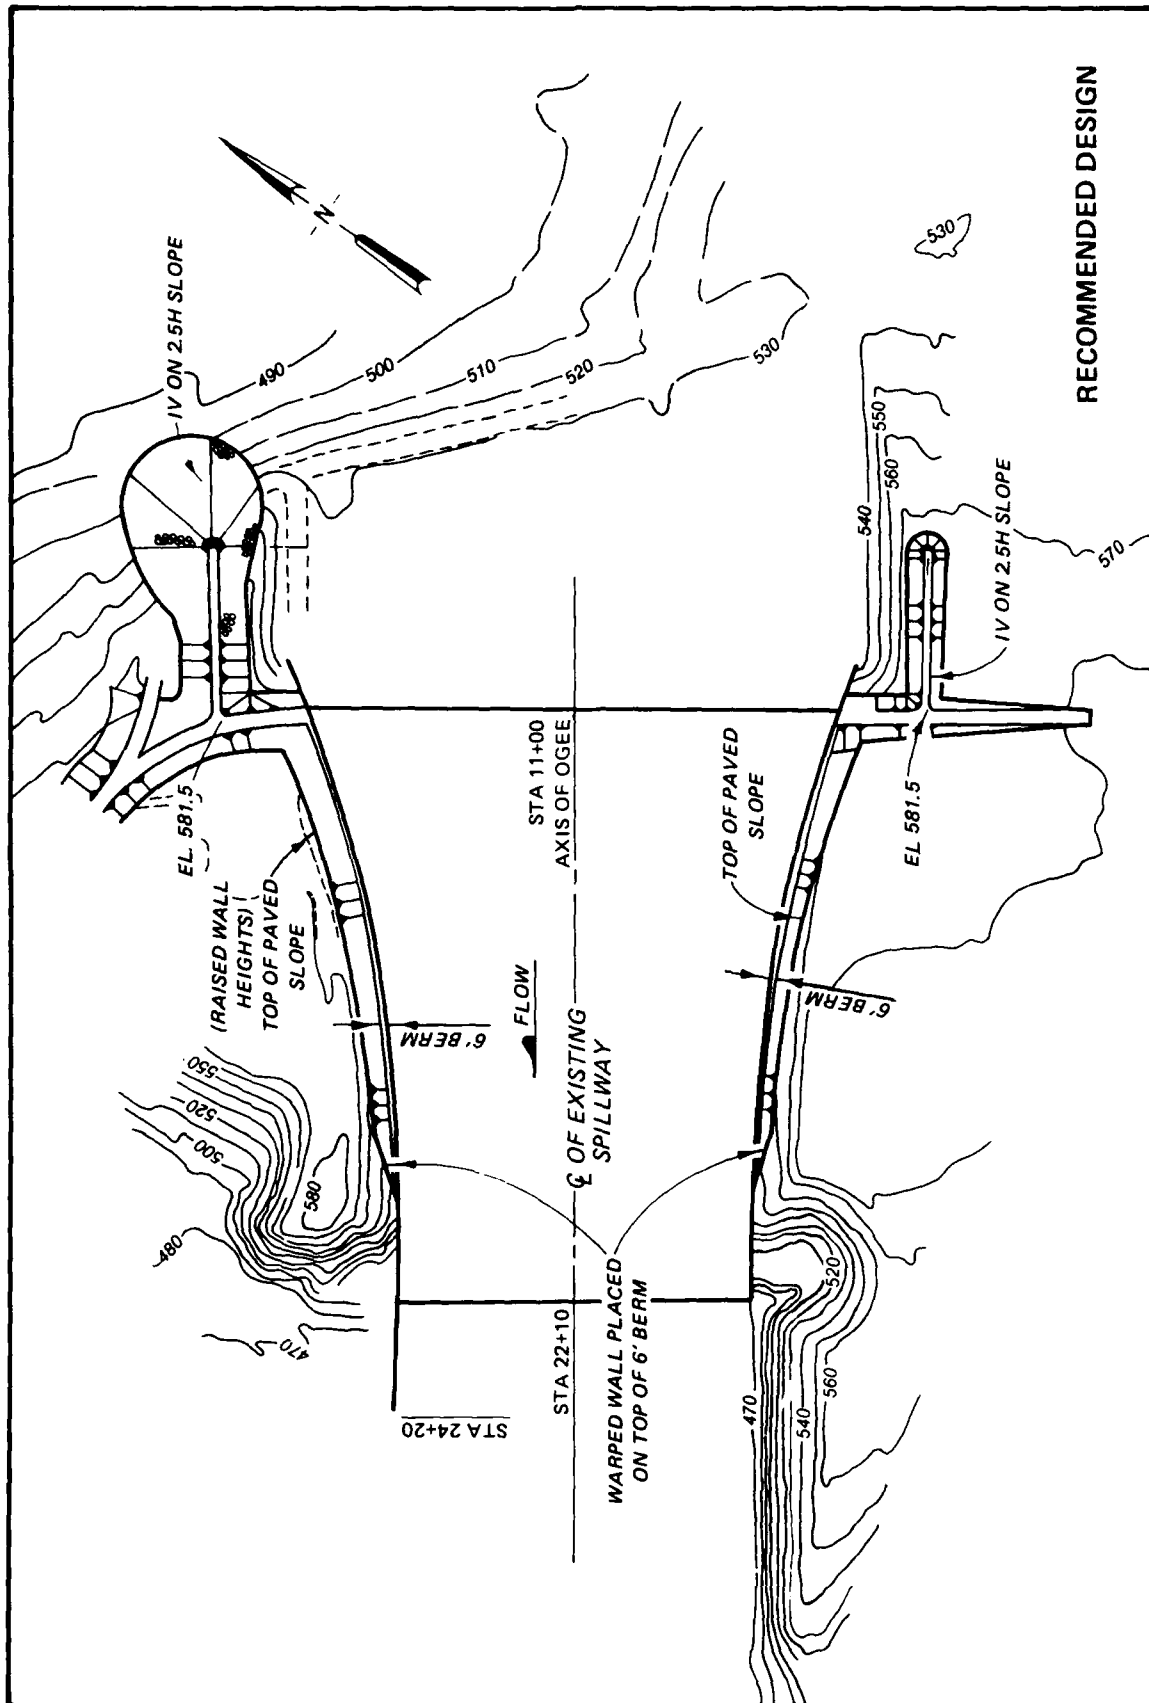 RECOMMENDED DESIGN
IV ON 2.5H SLOPE
N
490
500
510
520
530
530
550
560
540
570
IV ON 2.5H SLOPE
EL. 581.5
STA 11+00
AXIS OF OGEE
TOP OF PAVED
SLOPE
EL 581.5
(RAISED WALL
HEIGHTS)
TOP OF PAVED
SLOPE
6' BERM
FLOW
6' BERM
℄ OF EXISTING
SPILLWAY
550
520
500
580
480
470
STA 24+20
STA 22+10
WARPED WALL PLACED
ON TOP OF 6' BERM
520
560
540
470